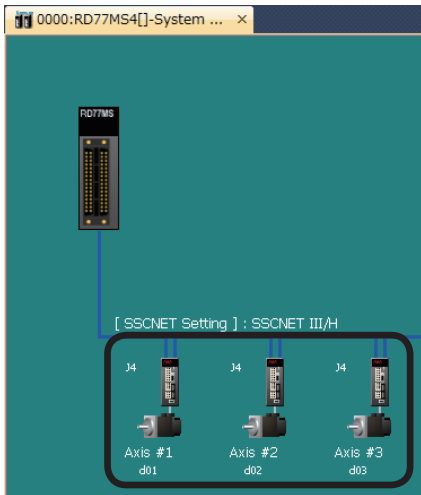 0000:RD77MS4[]-System ... ×
RD77MS
[ SSCNET Setting ] : SSCNET III/H
J4 J4 J4
Axis #1 Axis #2 Axis #3
d01 d02 d03